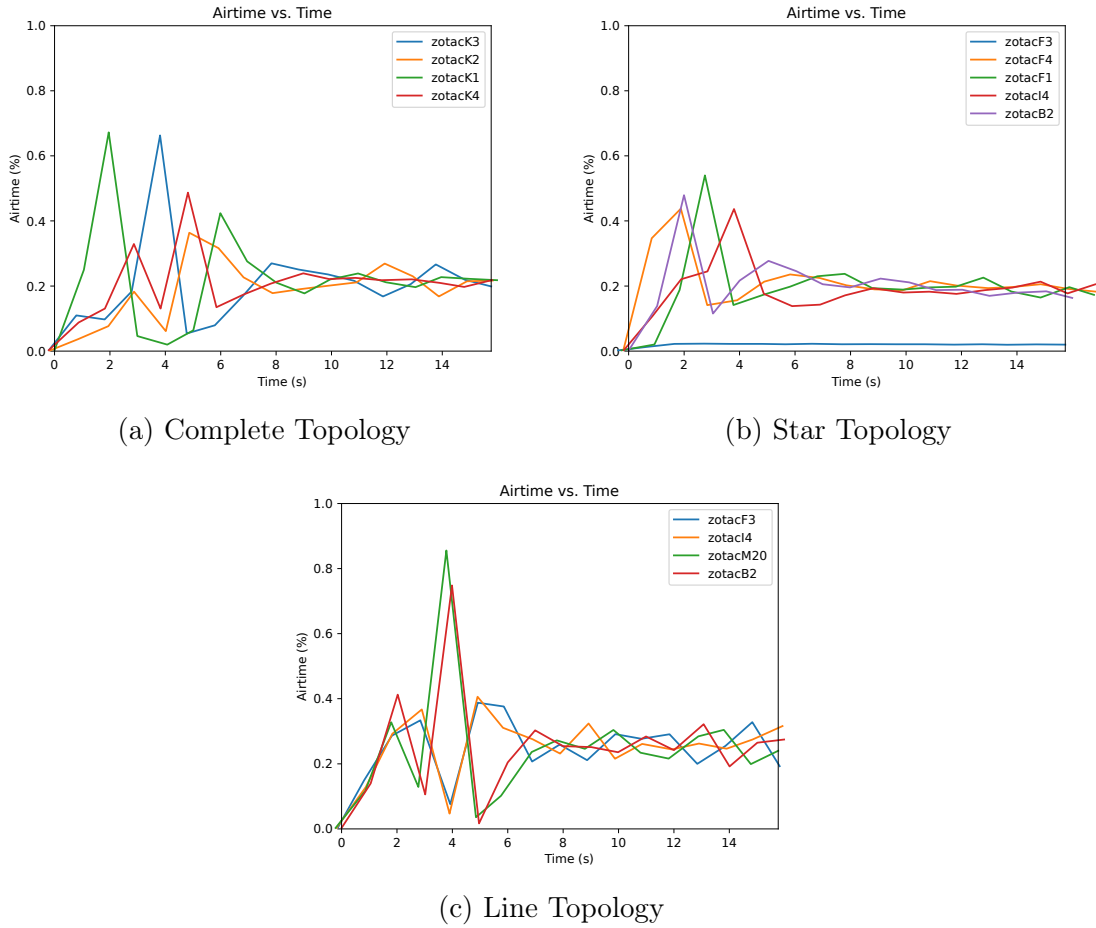 Airtime vs. Time
1.0
0.8
0.6
0.4
0.2
0.0
Airtime (%)
zotacK3
zotacK2
zotacK1
zotacK4
0 2 4 6 8 10 12 14
Time (s)
(a) Complete Topology
Airtime vs. Time
1.0
0.8
0.6
0.4
0.2
0.0
Airtime (%)
zotacF3
zotacF4
zotacF1
zotacI4
zotacB2
0 2 4 6 8 10 12 14
Time (s)
(b) Star Topology
Airtime vs. Time
1.0
0.8
0.6
0.4
0.2
0.0
Airtime (%)
zotacF3
zotacI4
zotacM20
zotacB2
0 2 4 6 8 10 12 14
Time (s)
(c) Line Topology